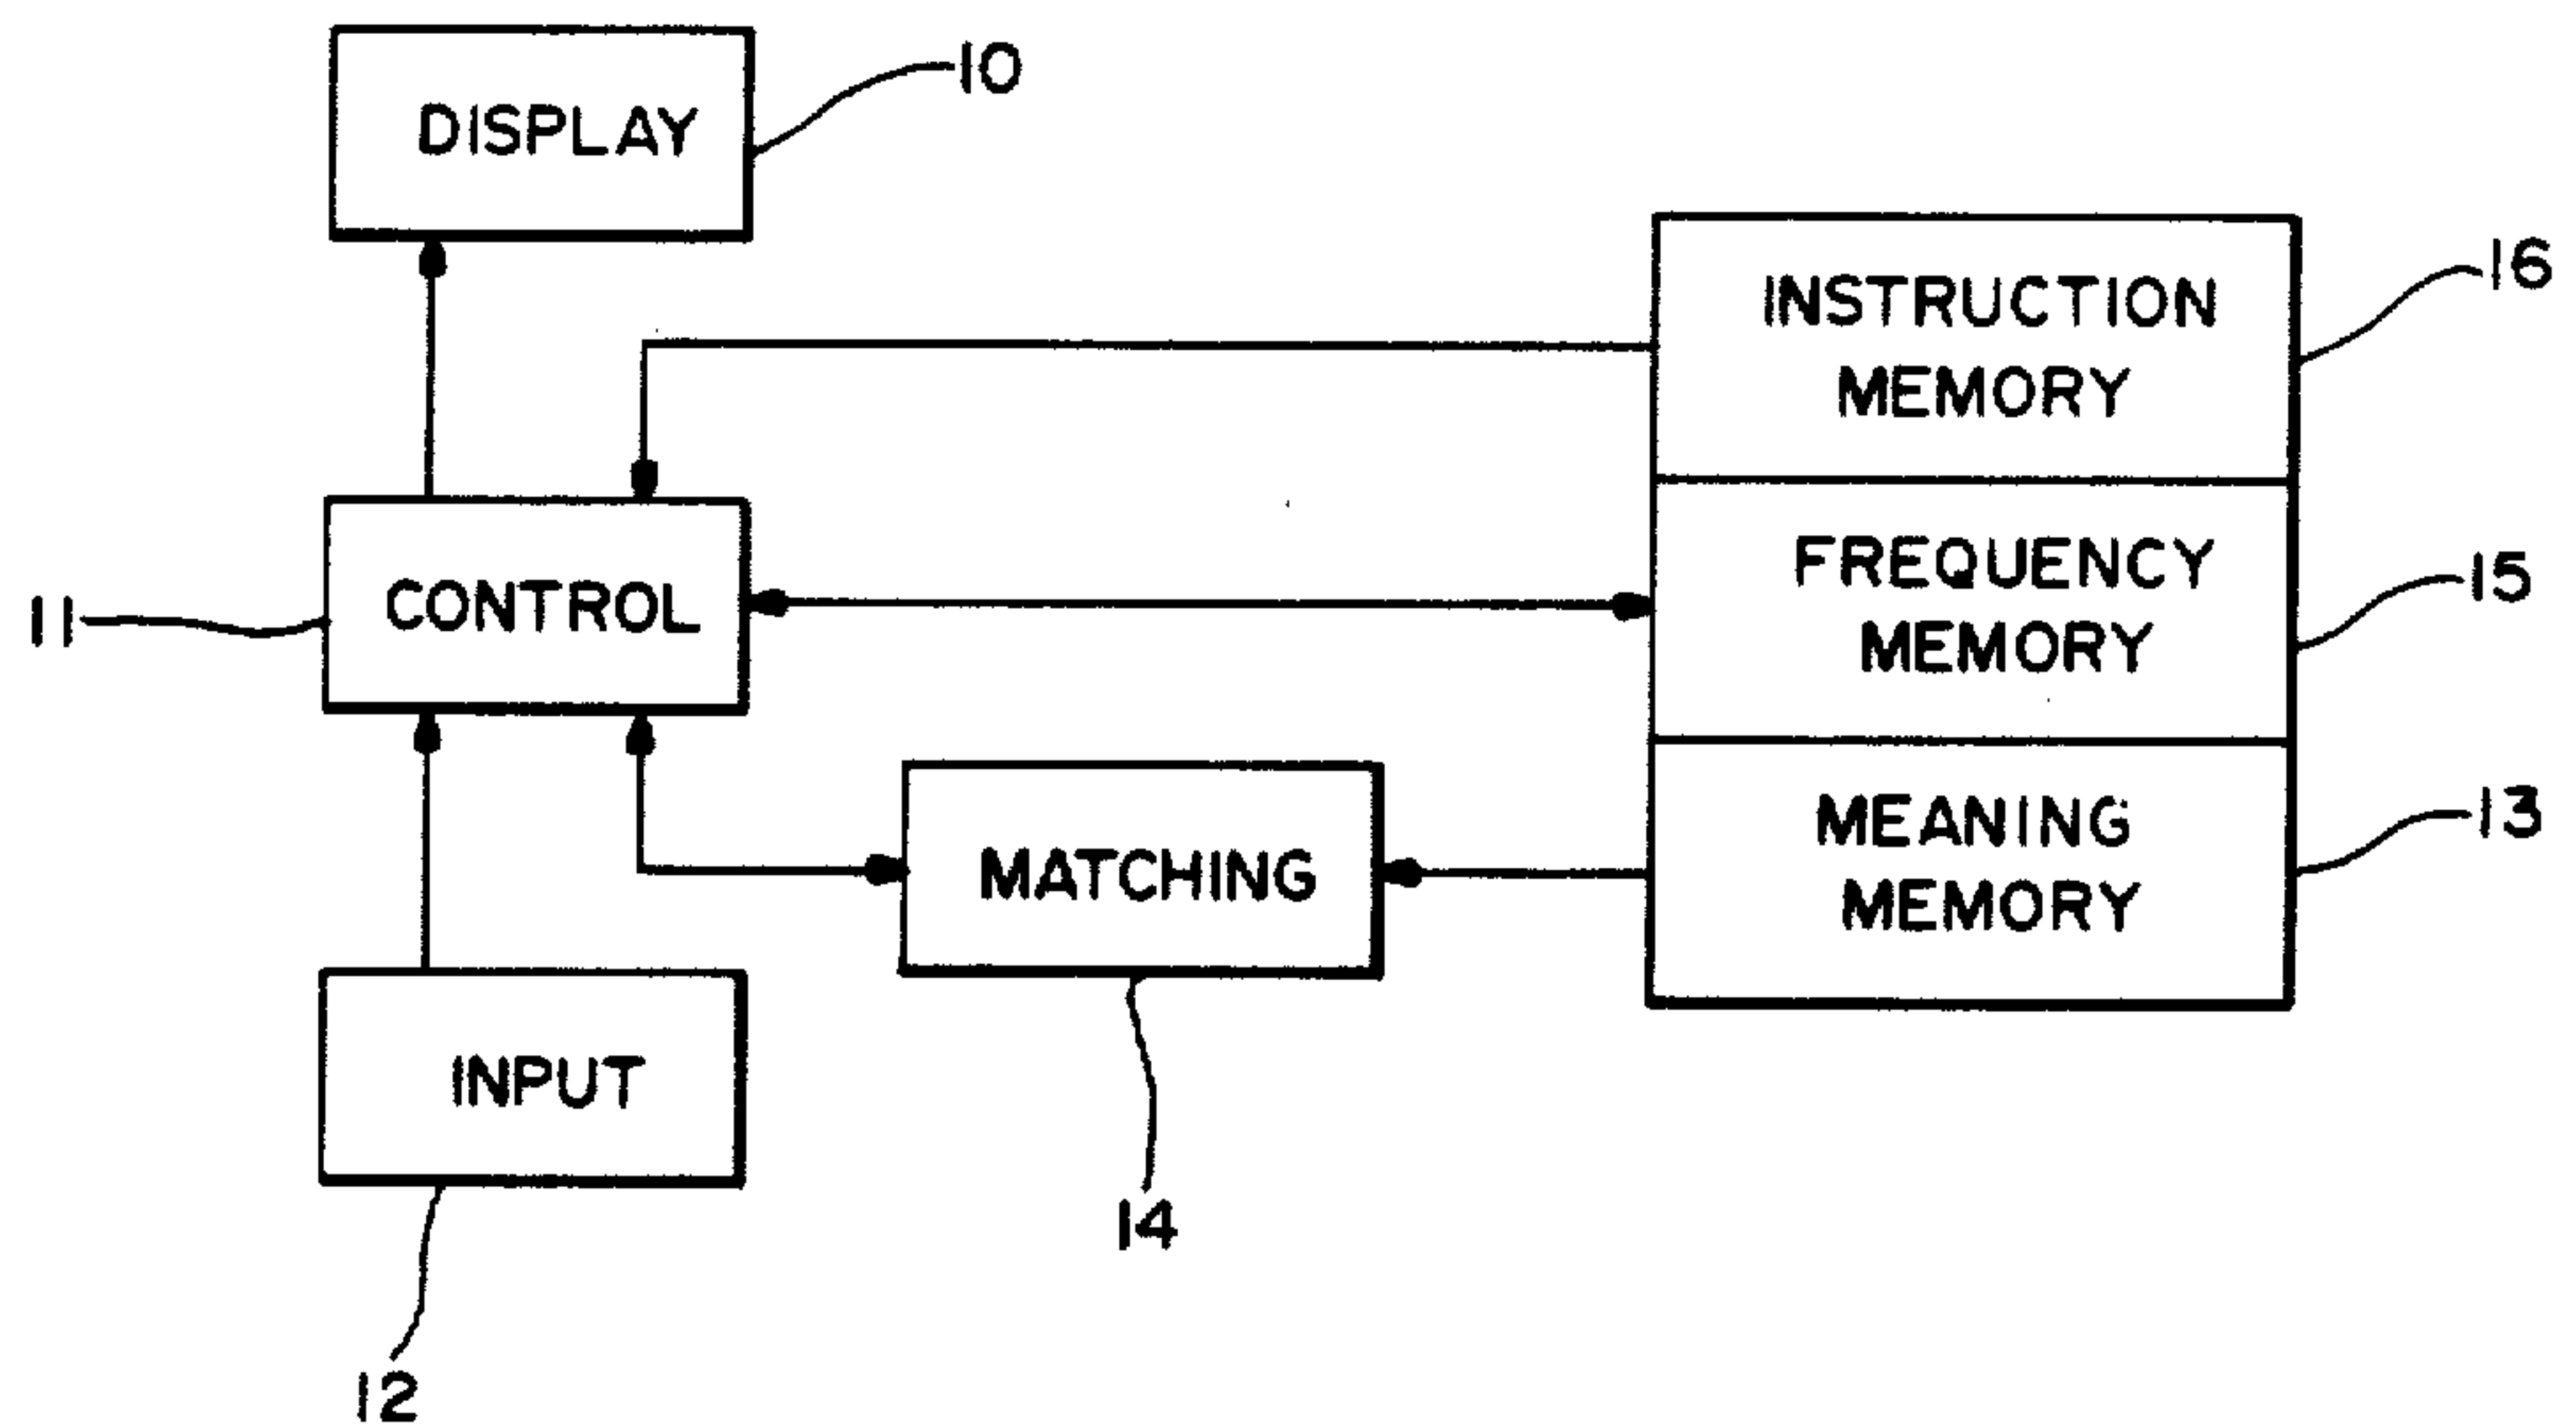 DISPLAY
10
INSTRUCTION
MEMORY
16
CONTROL
11
FREQUENCY
MEMORY
15
MATCHING
14
MEANING
MEMORY
13
INPUT
12